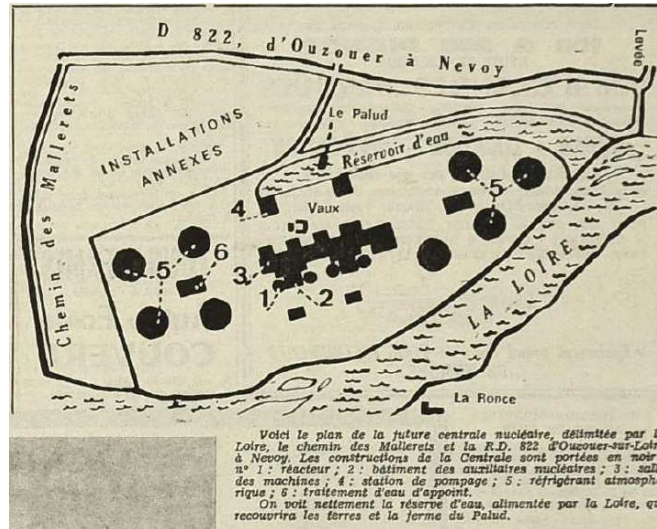 D 822, d'Ouzouer à Nevoy
Levée
Chemin des Mallerets
INSTALLATIONS
ANNEXES
Le Palud
Réservoir d'eau
5
4
Vaux
6
5
3
1
2
LA LOIRE
La Ronce
Voici le plan de la future centrale nucléaire, délimitée par l
Loire, le chemin des Mallerets et la R.D. 822 d'Ouzouer-sur-Loir
à Nevoy. Les constructions de la Centrale sont portées en noir
n° 1 : réacteur ; 2 : bâtiment des auxiliaires nucléaires ; 3 : sall
des machines ; 4 : station de pompage ; 5 : réfrigérant atmosphé
rique ; 6 : traitement d'eau d'appoint.
On voit nettement la réserve d'eau, alimentée par la Loire, qu
recouvrira les terres et la ferme du Palud.